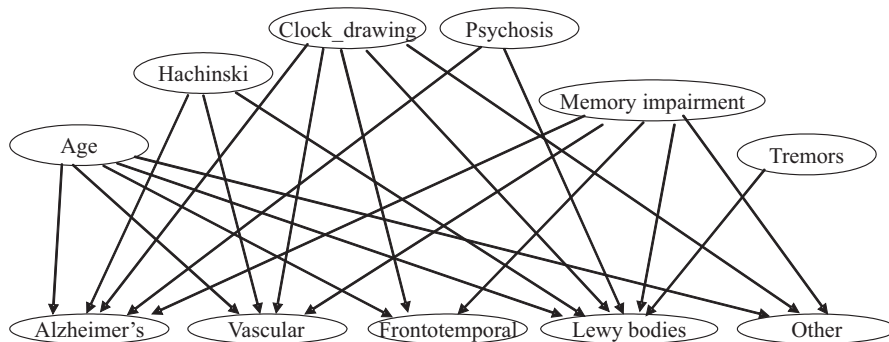 Clock_drawing
Psychosis
Hachinski
Memory impairment
Age
Tremors
Alzheimer's
Vascular
Frontotemporal
Lewy bodies
Other